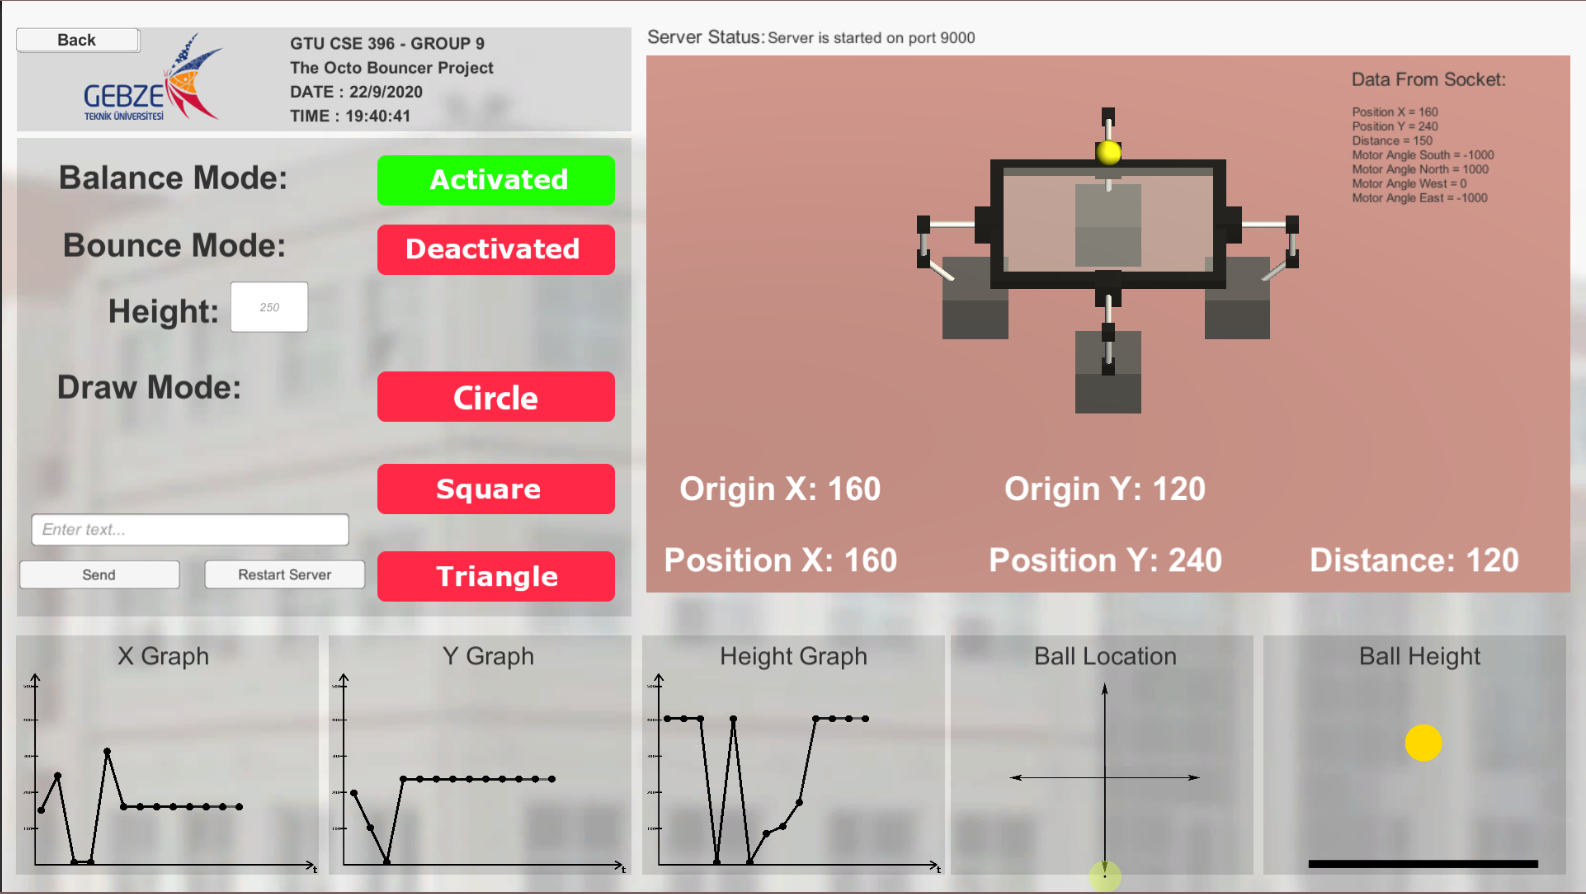 Back
GEBZE
TEKNİK ÜNİVERSİTESİ
GTU CSE 396 - GROUP 9
The Octo Bouncer Project
DATE : 22/9/2020
TIME : 19:40:41
Balance Mode:
Activated
Bounce Mode:
Deactivated
Height:
250
Draw Mode:
Circle
Square
Enter text...
Send
Restart Server
Triangle
Server Status: Server is started on port 9000
Data From Socket:
Position X = 160
Position Y = 240
Distance = 150
Motor Angle South = -1000
Motor Angle North = 1000
Motor Angle West = 0
Motor Angle East = -1000
Origin X: 160
Origin Y: 120
Position X: 160
Position Y: 240
Distance: 120
X Graph
t
Y Graph
t
Height Graph
t
Ball Location
Ball Height